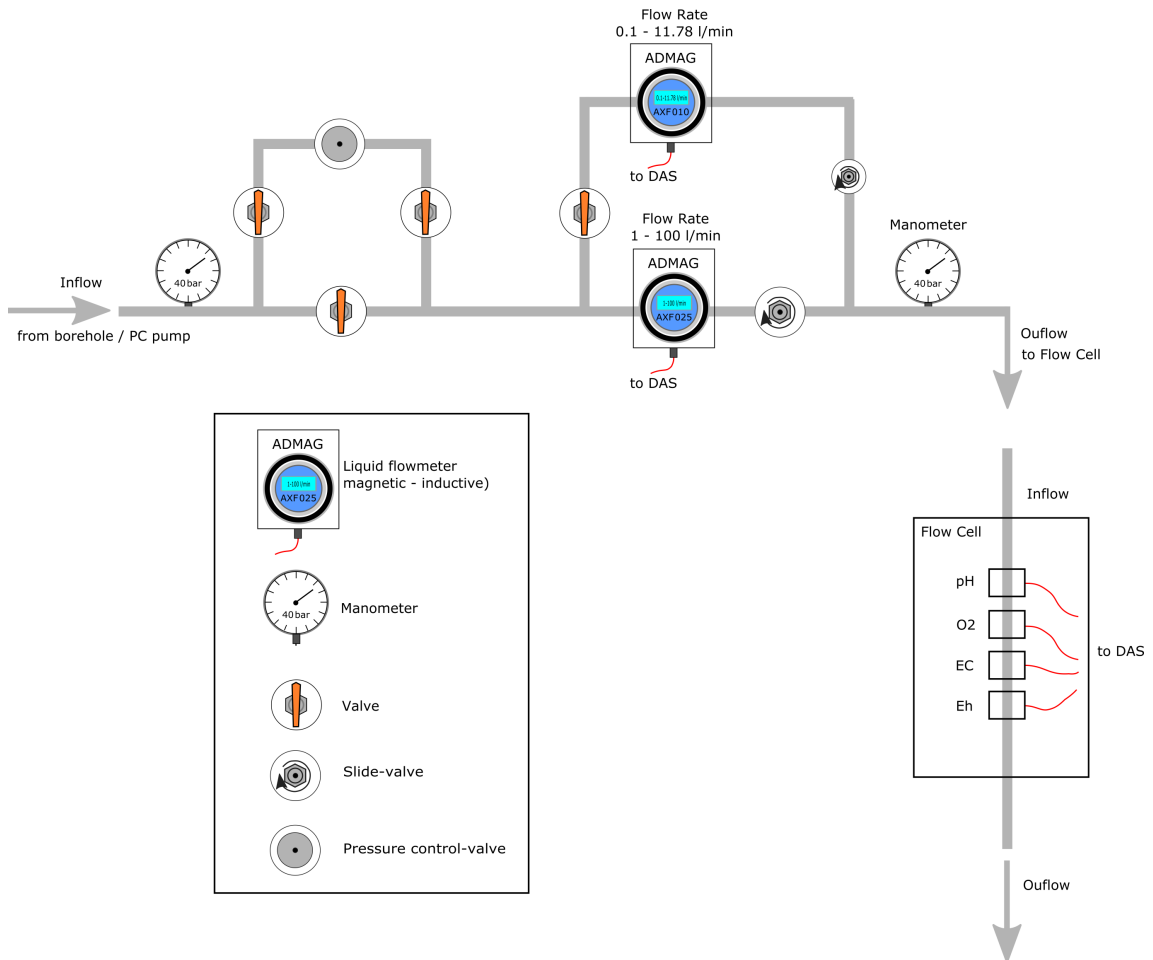 Flow Rate
0.1 - 11.78 l/min
ADMAG
0.1-11.78 l/min
AXF010
to DAS
Flow Rate
1 - 100 l/min
ADMAG
1-100 l/min
AXF025
to DAS
Manometer
40 bar
40 bar
Inflow
from borehole / PC pump
Ouflow
to Flow Cell
ADMAG
1-100 l/min
AXF025
Liquid flowmeter
magnetic - inductive)
40 bar
Manometer
Valve
Slide-valve
Pressure control-valve
Inflow
Flow Cell
pH
O2
EC
Eh
to DAS
Ouflow